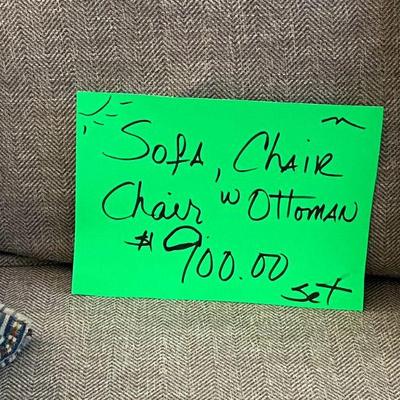 Sofa, Chair
Chair w Ottoman
$900.00
set